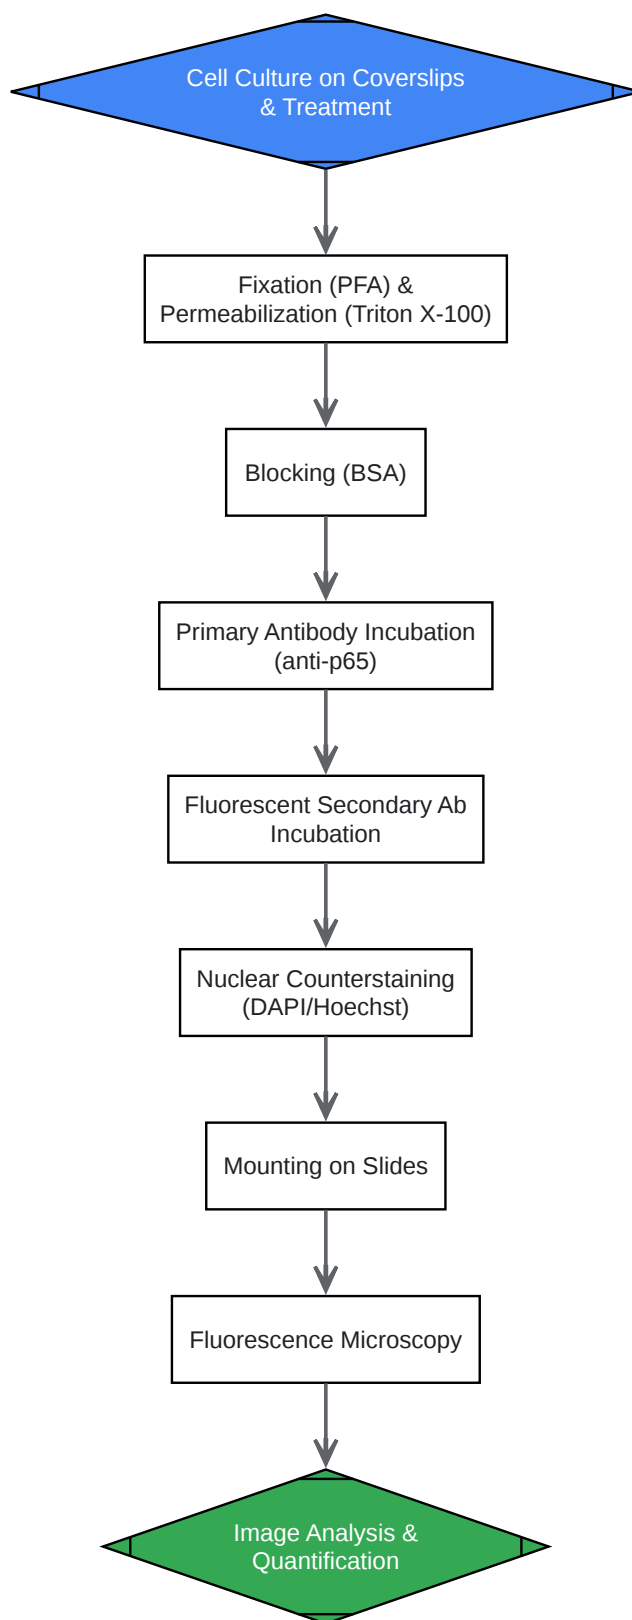 Cell Culture on Coverslips
& Treatment
Fixation (PFA) &
Permeabilization (Triton X-100)
Blocking (BSA)
Primary Antibody Incubation
(anti-p65)
Fluorescent Secondary Ab
Incubation
Nuclear Counterstaining
(DAPI/Hoechst)
Mounting on Slides
Fluorescence Microscopy
Image Analysis &
Quantification